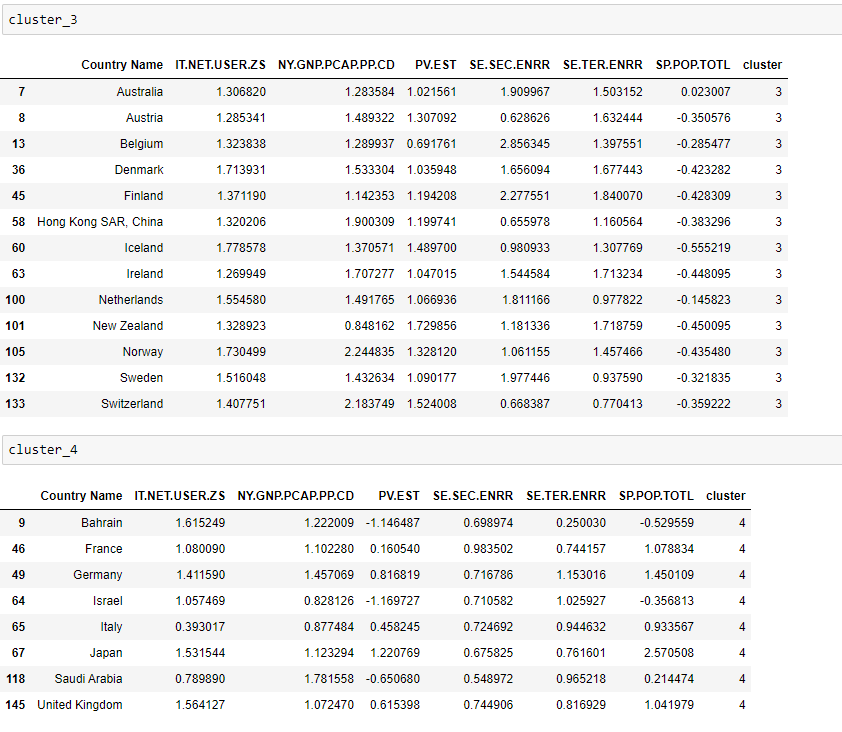 cluster_3
Country Name IT.NET.USER.ZS NY.GNP.PCAP.PP.CD PV.EST SE.SEC.ENRR SE.TER.ENRR SP.POP.TOTL cluster
7 Australia 1.306820 1.283584 1.021561 1.909967 1.503152 0.023007 3
8 Austria 1.285341 1.489322 1.307092 0.628626 1.632444 -0.350576 3
13 Belgium 1.323838 1.289937 0.691761 2.856345 1.397551 -0.285477 3
36 Denmark 1.713931 1.533304 1.035948 1.656094 1.677443 -0.423282 3
45 Finland 1.371190 1.142353 1.194208 2.277551 1.840070 -0.428309 3
58 Hong Kong SAR, China 1.320206 1.900309 1.199741 0.655978 1.160564 -0.383296 3
60 Iceland 1.778578 1.370571 1.489700 0.980933 1.307769 -0.555219 3
63 Ireland 1.269949 1.707277 1.047015 1.544584 1.713234 -0.448095 3
100 Netherlands 1.554580 1.491765 1.066936 1.811166 0.977822 -0.145823 3
101 New Zealand 1.328923 0.848162 1.729856 1.181336 1.718759 -0.450095 3
105 Norway 1.730499 2.244835 1.328120 1.061155 1.457466 -0.435480 3
132 Sweden 1.516048 1.432634 1.090177 1.977446 0.937590 -0.321835 3
133 Switzerland 1.407751 2.183749 1.524008 0.668387 0.770413 -0.359222 3
cluster_4
Country Name IT.NET.USER.ZS NY.GNP.PCAP.PP.CD PV.EST SE.SEC.ENRR SE.TER.ENRR SP.POP.TOTL cluster
9 Bahrain 1.615249 1.222009 -1.146487 0.698974 0.250030 -0.529559 4
46 France 1.080090 1.102280 0.160540 0.983502 0.744157 1.078834 4
49 Germany 1.411590 1.457069 0.816819 0.716786 1.153016 1.450109 4
64 Israel 1.057469 0.828126 -1.169727 0.710582 1.025927 -0.356813 4
65 Italy 0.393017 0.877484 0.458245 0.724692 0.944632 0.933567 4
67 Japan 1.531544 1.123294 1.220769 0.675825 0.761601 2.570508 4
118 Saudi Arabia 0.789890 1.781558 -0.650680 0.548972 0.965218 0.214474 4
145 United Kingdom 1.564127 1.072470 0.615398 0.744906 0.816929 1.041979 4